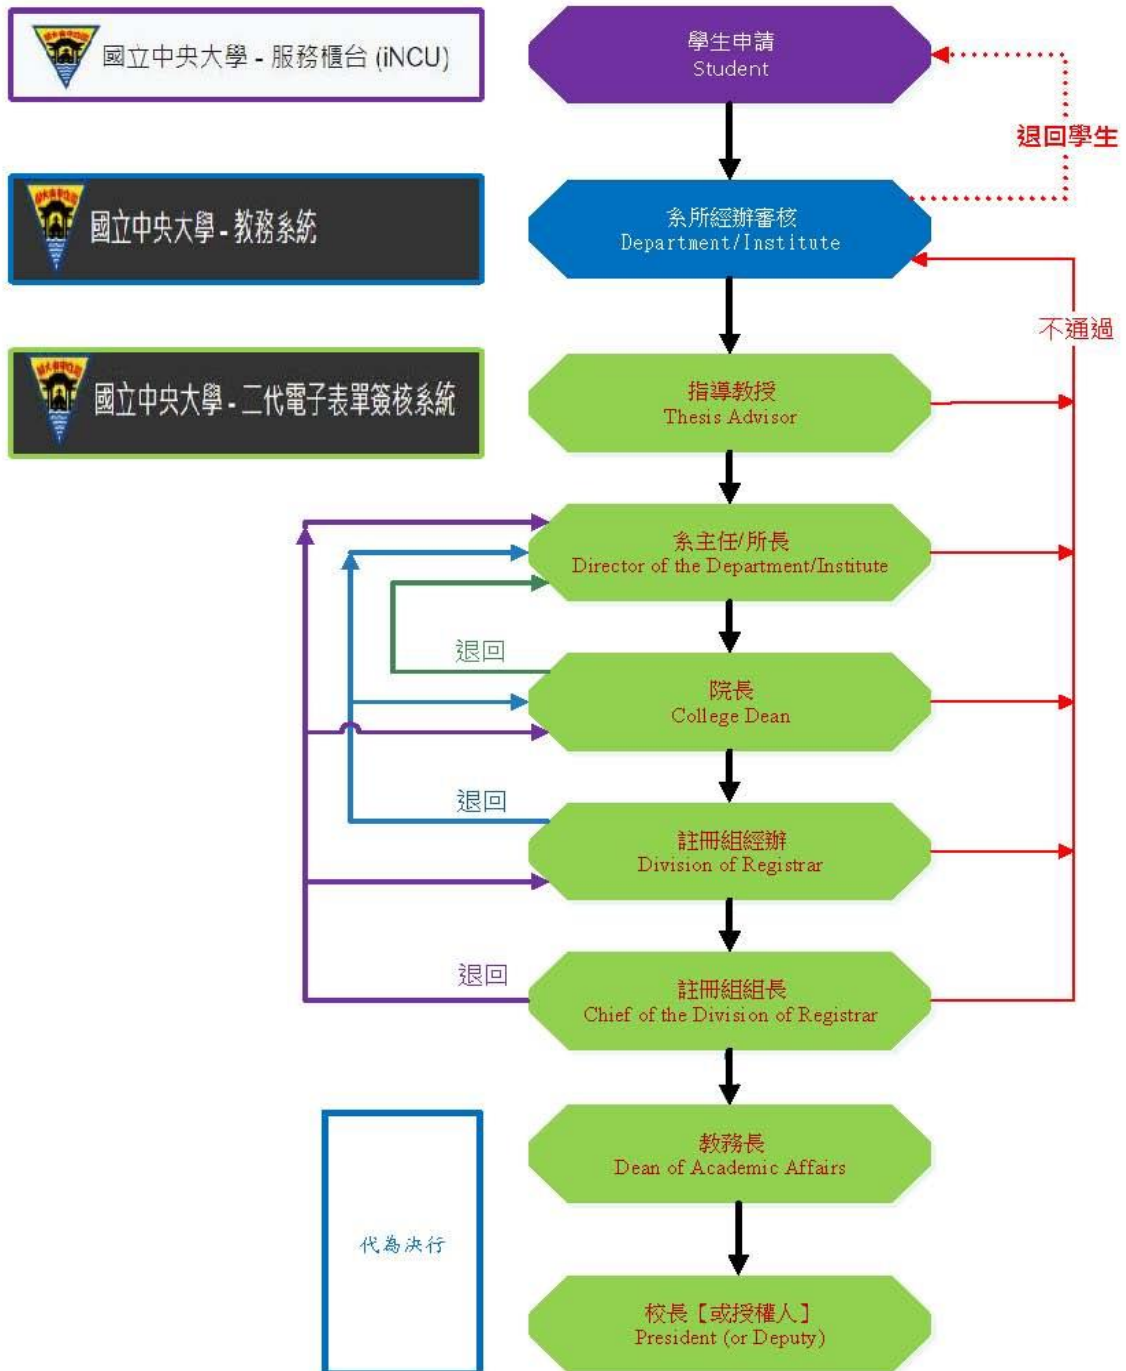 國立中央大學 - 服務櫃台 (iNCU)
學生申請
Student
退回學生
國立中央大學 - 教務系統
系所經辦審核
Department/Institute
不通過
國立中央大學 - 二代電子表單簽核系統
指導教授
Thesis Advisor
系主任/所長
Director of the Department/Institute
退回
院長
College Dean
退回
註冊組經辦
Division of Registrar
退回
註冊組組長
Chief of the Division of Registrar
教務長
Dean of Academic Affairs
代為決行
校長【或授權人】
President (or Deputy)